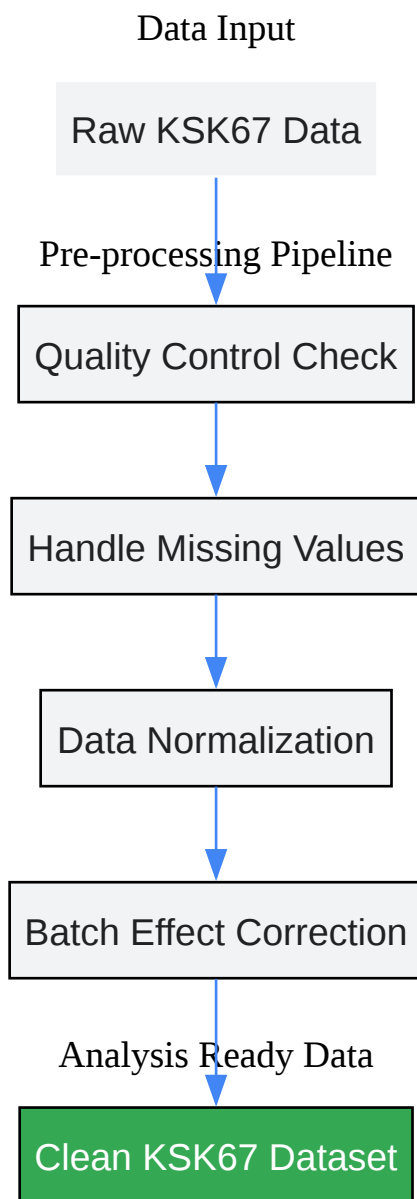 Data Input
Raw KSK67 Data
Pre-processing Pipeline
Quality Control Check
Handle Missing Values
Data Normalization
Batch Effect Correction
Analysis Ready Data
Clean KSK67 Dataset